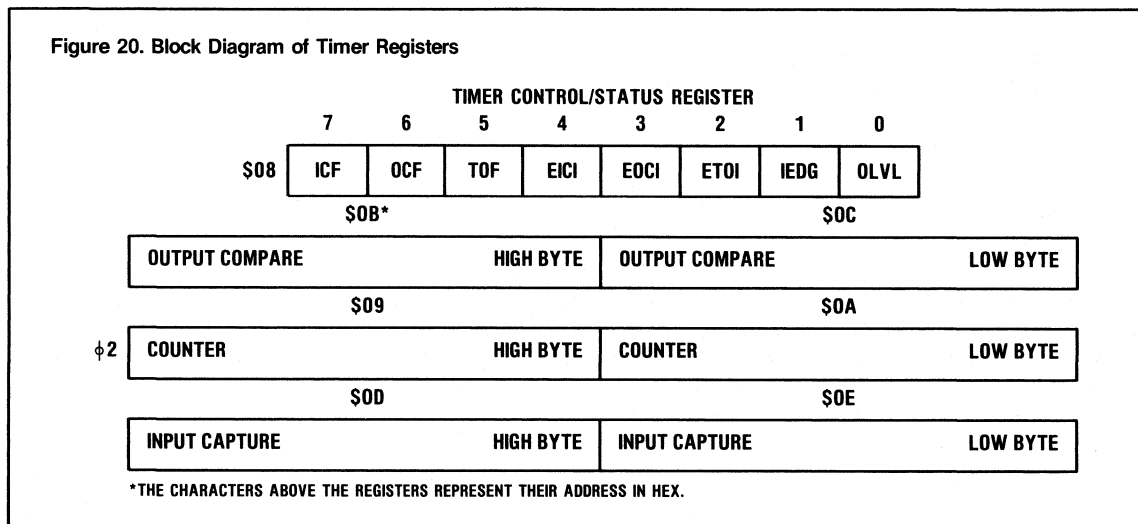 Figure 20. Block Diagram of Timer Registers
TIMER CONTROL/STATUS REGISTER
7 6 5 4 3 2 1 0
$08 ICF OCF TOF EICI EOCI ETOI IEDG OLVL
$0B* $0C
OUTPUT COMPARE HIGH BYTE OUTPUT COMPARE LOW BYTE
$09 $0A
ϕ2 COUNTER HIGH BYTE COUNTER LOW BYTE
$0D $0E
INPUT CAPTURE HIGH BYTE INPUT CAPTURE LOW BYTE
*THE CHARACTERS ABOVE THE REGISTERS REPRESENT THEIR ADDRESS IN HEX.